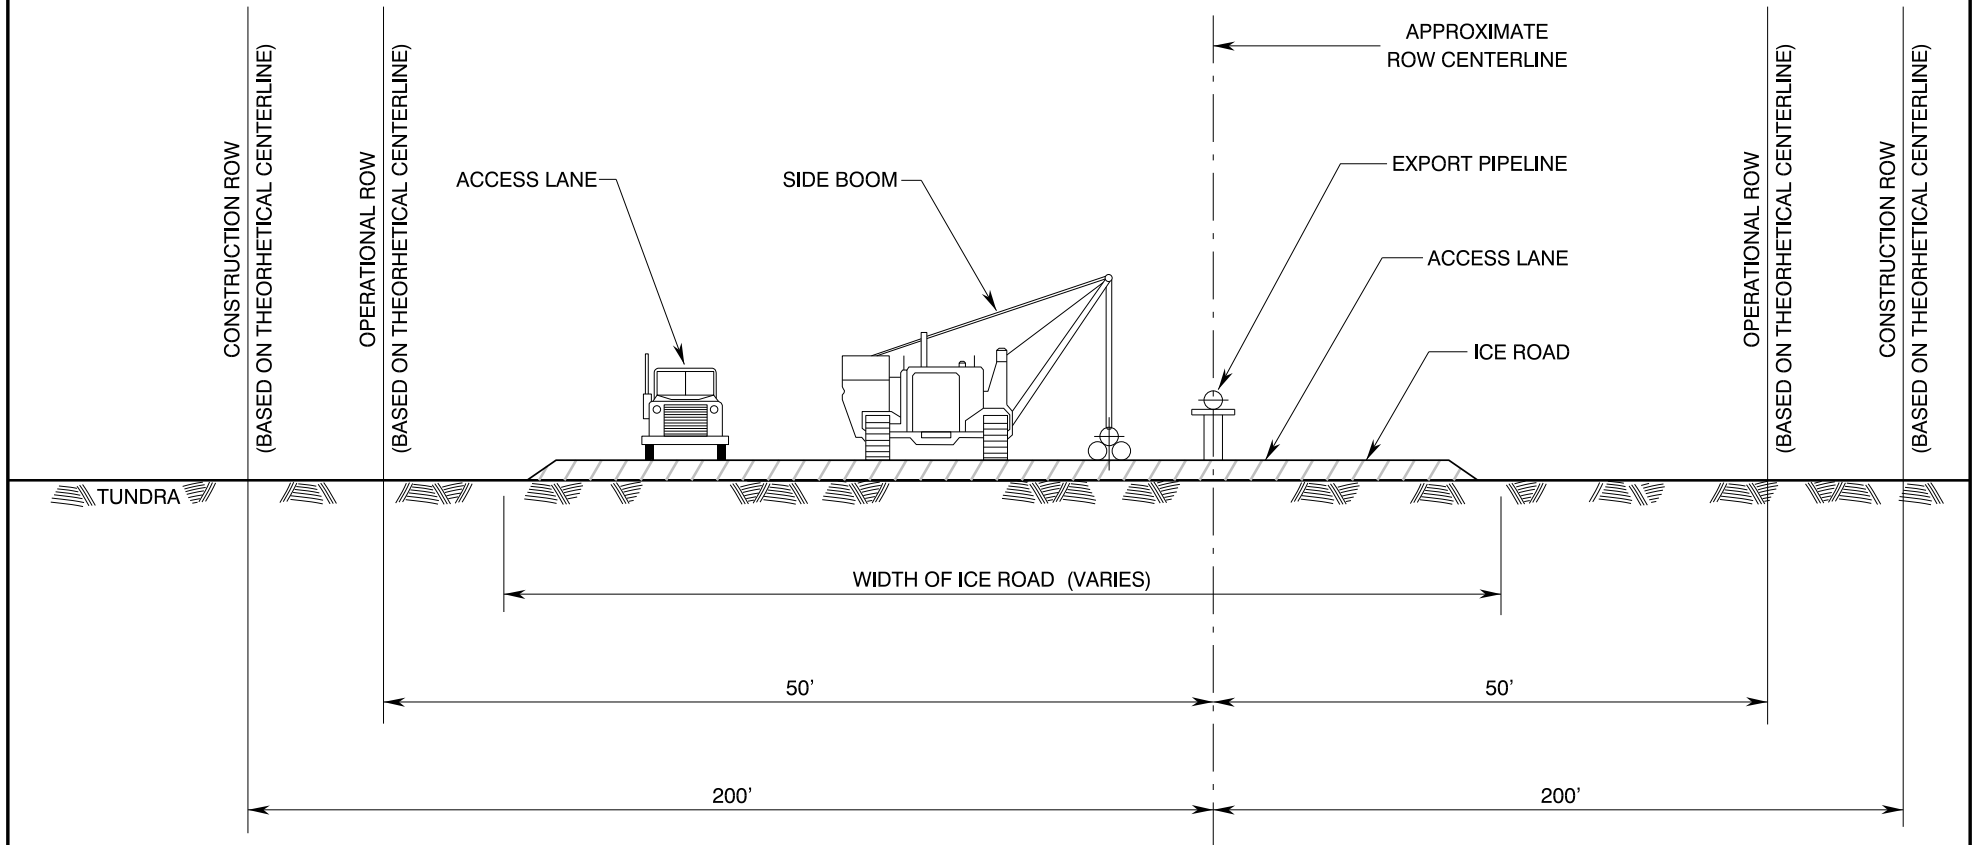 APPROXIMATE
ROW CENTERLINE
CONSTRUCTION ROW
(BASED ON THEORHETICAL CENTERLINE)
OPERATIONAL ROW
(BASED ON THEORHETICAL CENTERLINE)
ACCESS LANE
SIDE BOOM
EXPORT PIPELINE
ACCESS LANE
ICE ROAD
OPERATIONAL ROW
(BASED ON THEORHETICAL CENTERLINE)
CONSTRUCTION ROW
(BASED ON THEORHETICAL CENTERLINE)
TUNDRA
WIDTH OF ICE ROAD (VARIES)
50'
50'
200'
200'